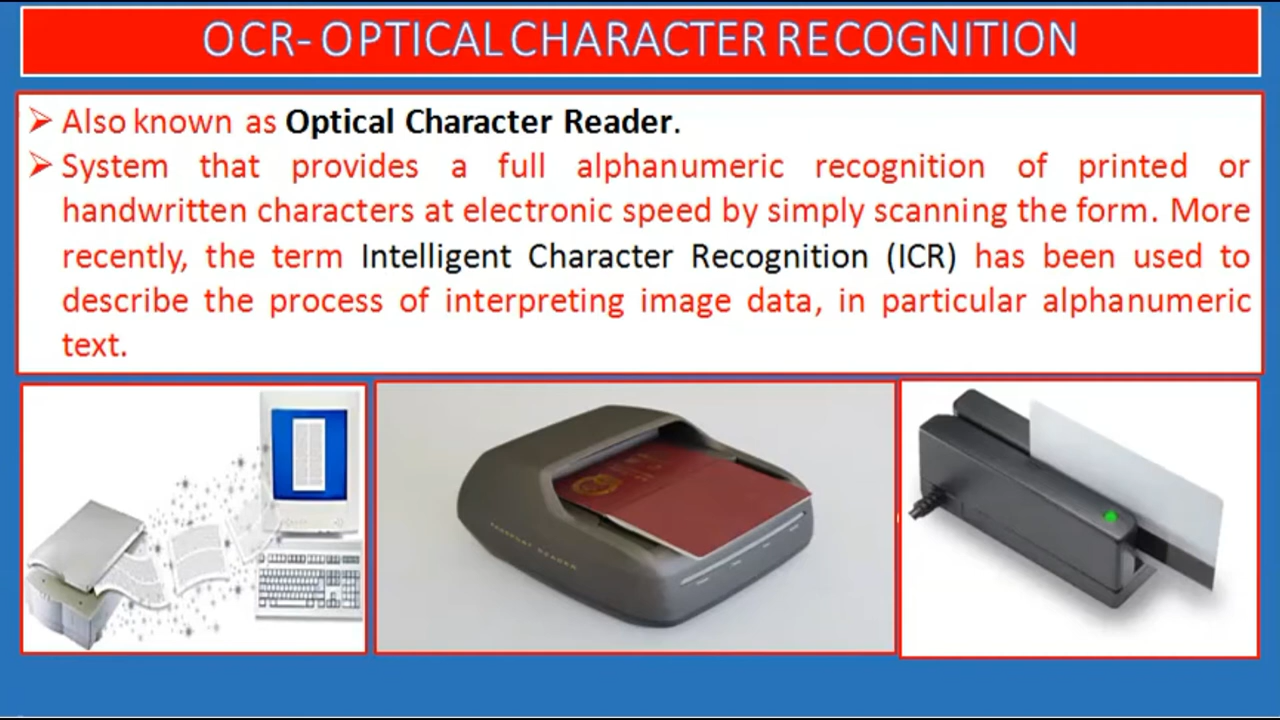 OCR- OPTICAL CHARACTER RECOGNITION
Also known as Optical Character Reader.
System that provides a full alphanumeric recognition of printed or
handwritten characters at electronic speed by simply scanning the form. More
recently, the term Intelligent Character Recognition (ICR) has been used to
describe the process of interpreting image data, in particular alphanumeric
text.
PASSPORT READER